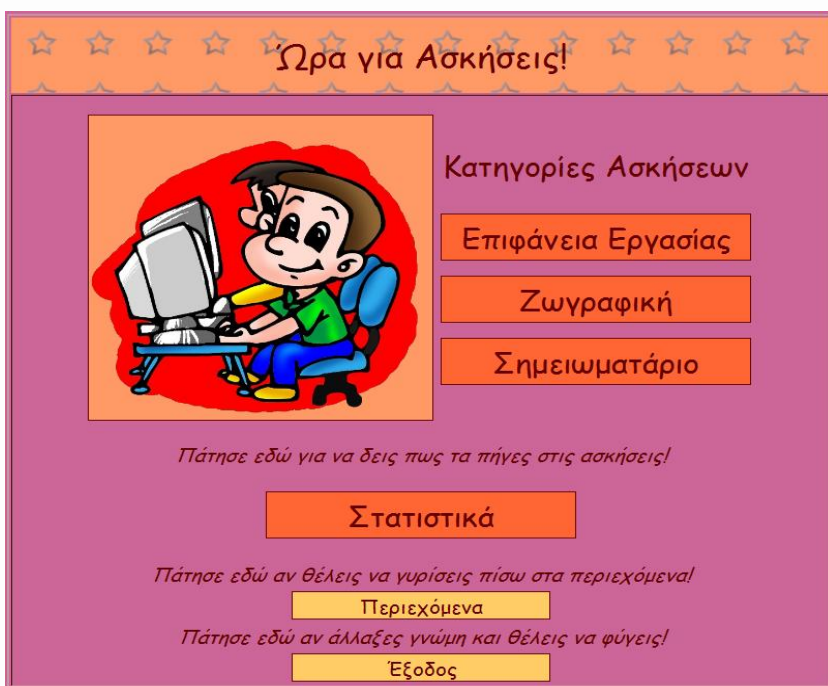 Ώρα για Ασκήσεις!
Κατηγορίες Ασκήσεων
Επιφάνεια Εργασίας
Ζωγραφική
Σημειωματάριο
Πάτησε εδώ για να δεις πως τα πήγες στις ασκήσεις!
Στατιστικά
Πάτησε εδώ αν θέλεις να γυρίσεις πίσω στα περιεχόμενα!
Περιεχόμενα
Πάτησε εδώ αν άλλαξες γνώμη και θέλεις να φύγεις!
Έξοδος